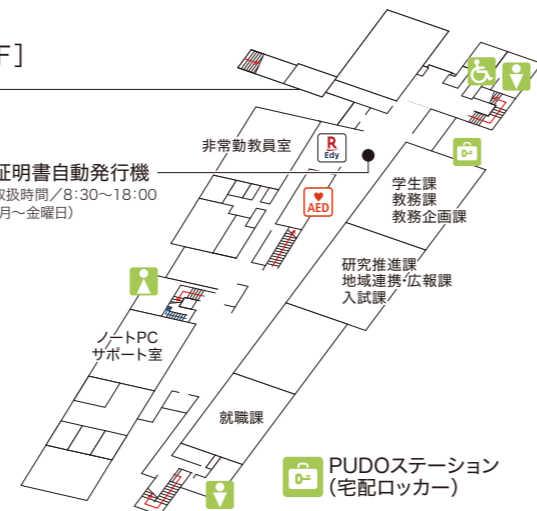 F]
非常勤教員室
R
Edy
証明書自動発行機
取扱時間／8:30〜18:00
月〜金曜日)
AED
学生課
教務課
教務企画課
研究推進課
地域連携・広報課
入試課
ノートPC
サポート室
就職課
PUDOステーション
(宅配ロッカー)